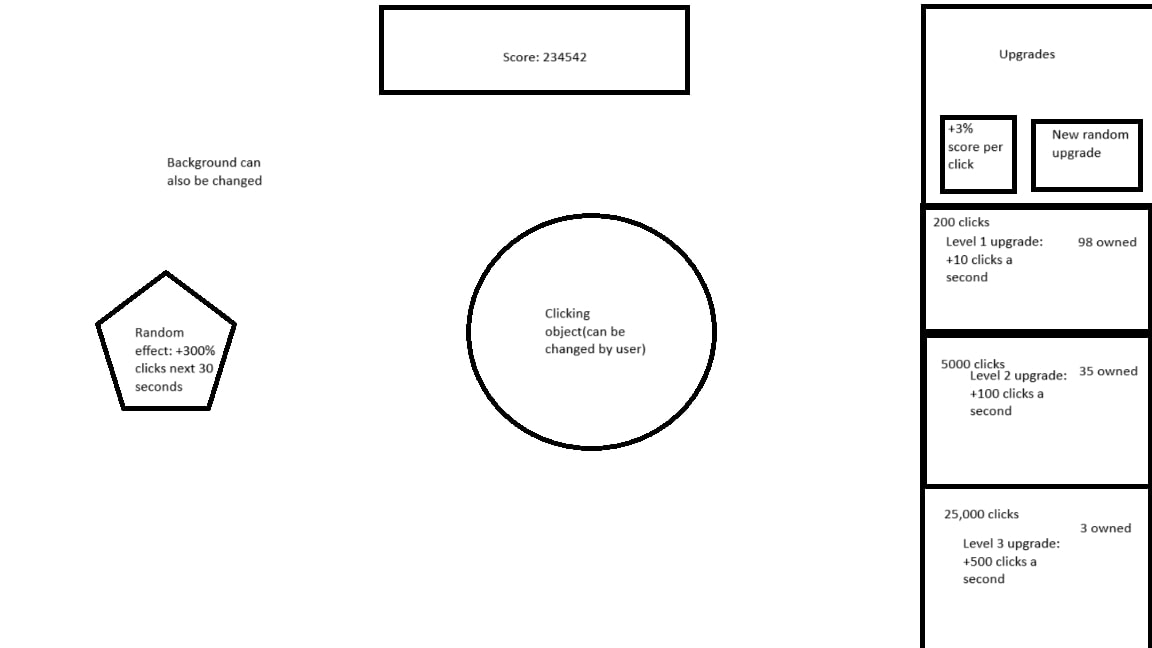 Score: 234542
Upgrades
+3%
score per
click
New random
upgrade
Background can
also be changed
200 clicks
Level 1 upgrade:
+10 clicks a
second
98 owned
Random
effect: +300%
clicks next 30
seconds
Clicking
object(can be
changed by user)
5000 clicks
Level 2 upgrade:
+100 clicks a
second
35 owned
25,000 clicks
3 owned
Level 3 upgrade:
+500 clicks a
second